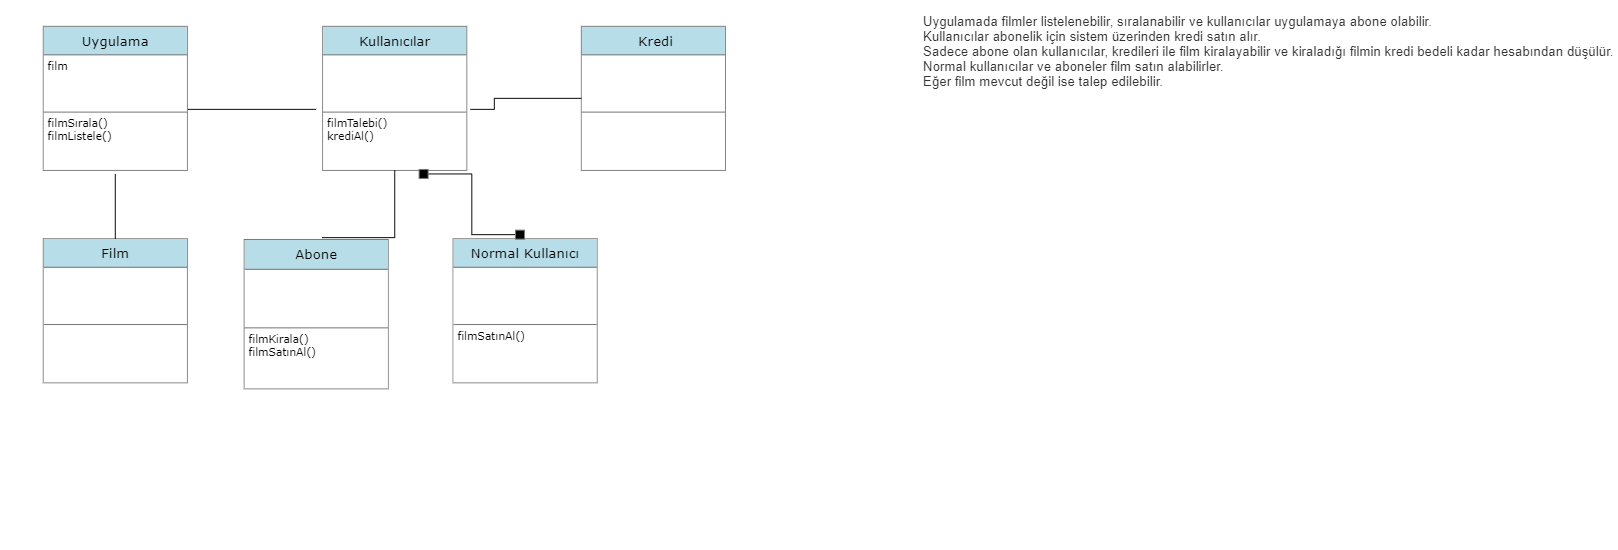 Uygulama
film
filmSırala()
filmListele()
Kullanıcılar
filmTalebi()
krediAl()
Kredi
Film
Abone
filmKirala()
filmSatınAl()
Normal Kullanıcı
filmSatınAl()
Uygulamada filmler listelenebilir, sıralanabilir ve kullanıcılar uygulamaya abone olabilir.
Kullanıcılar abonelik için sistem üzerinden kredi satın alır.
Sadece abone olan kullanıcılar, kredileri ile film kiralayabilir ve kiraladığı filmin kredi bedeli kadar hesabından düşülür.
Normal kullanıcılar ve aboneler film satın alabilirler.
Eğer film mevcut değil ise talep edilebilir.